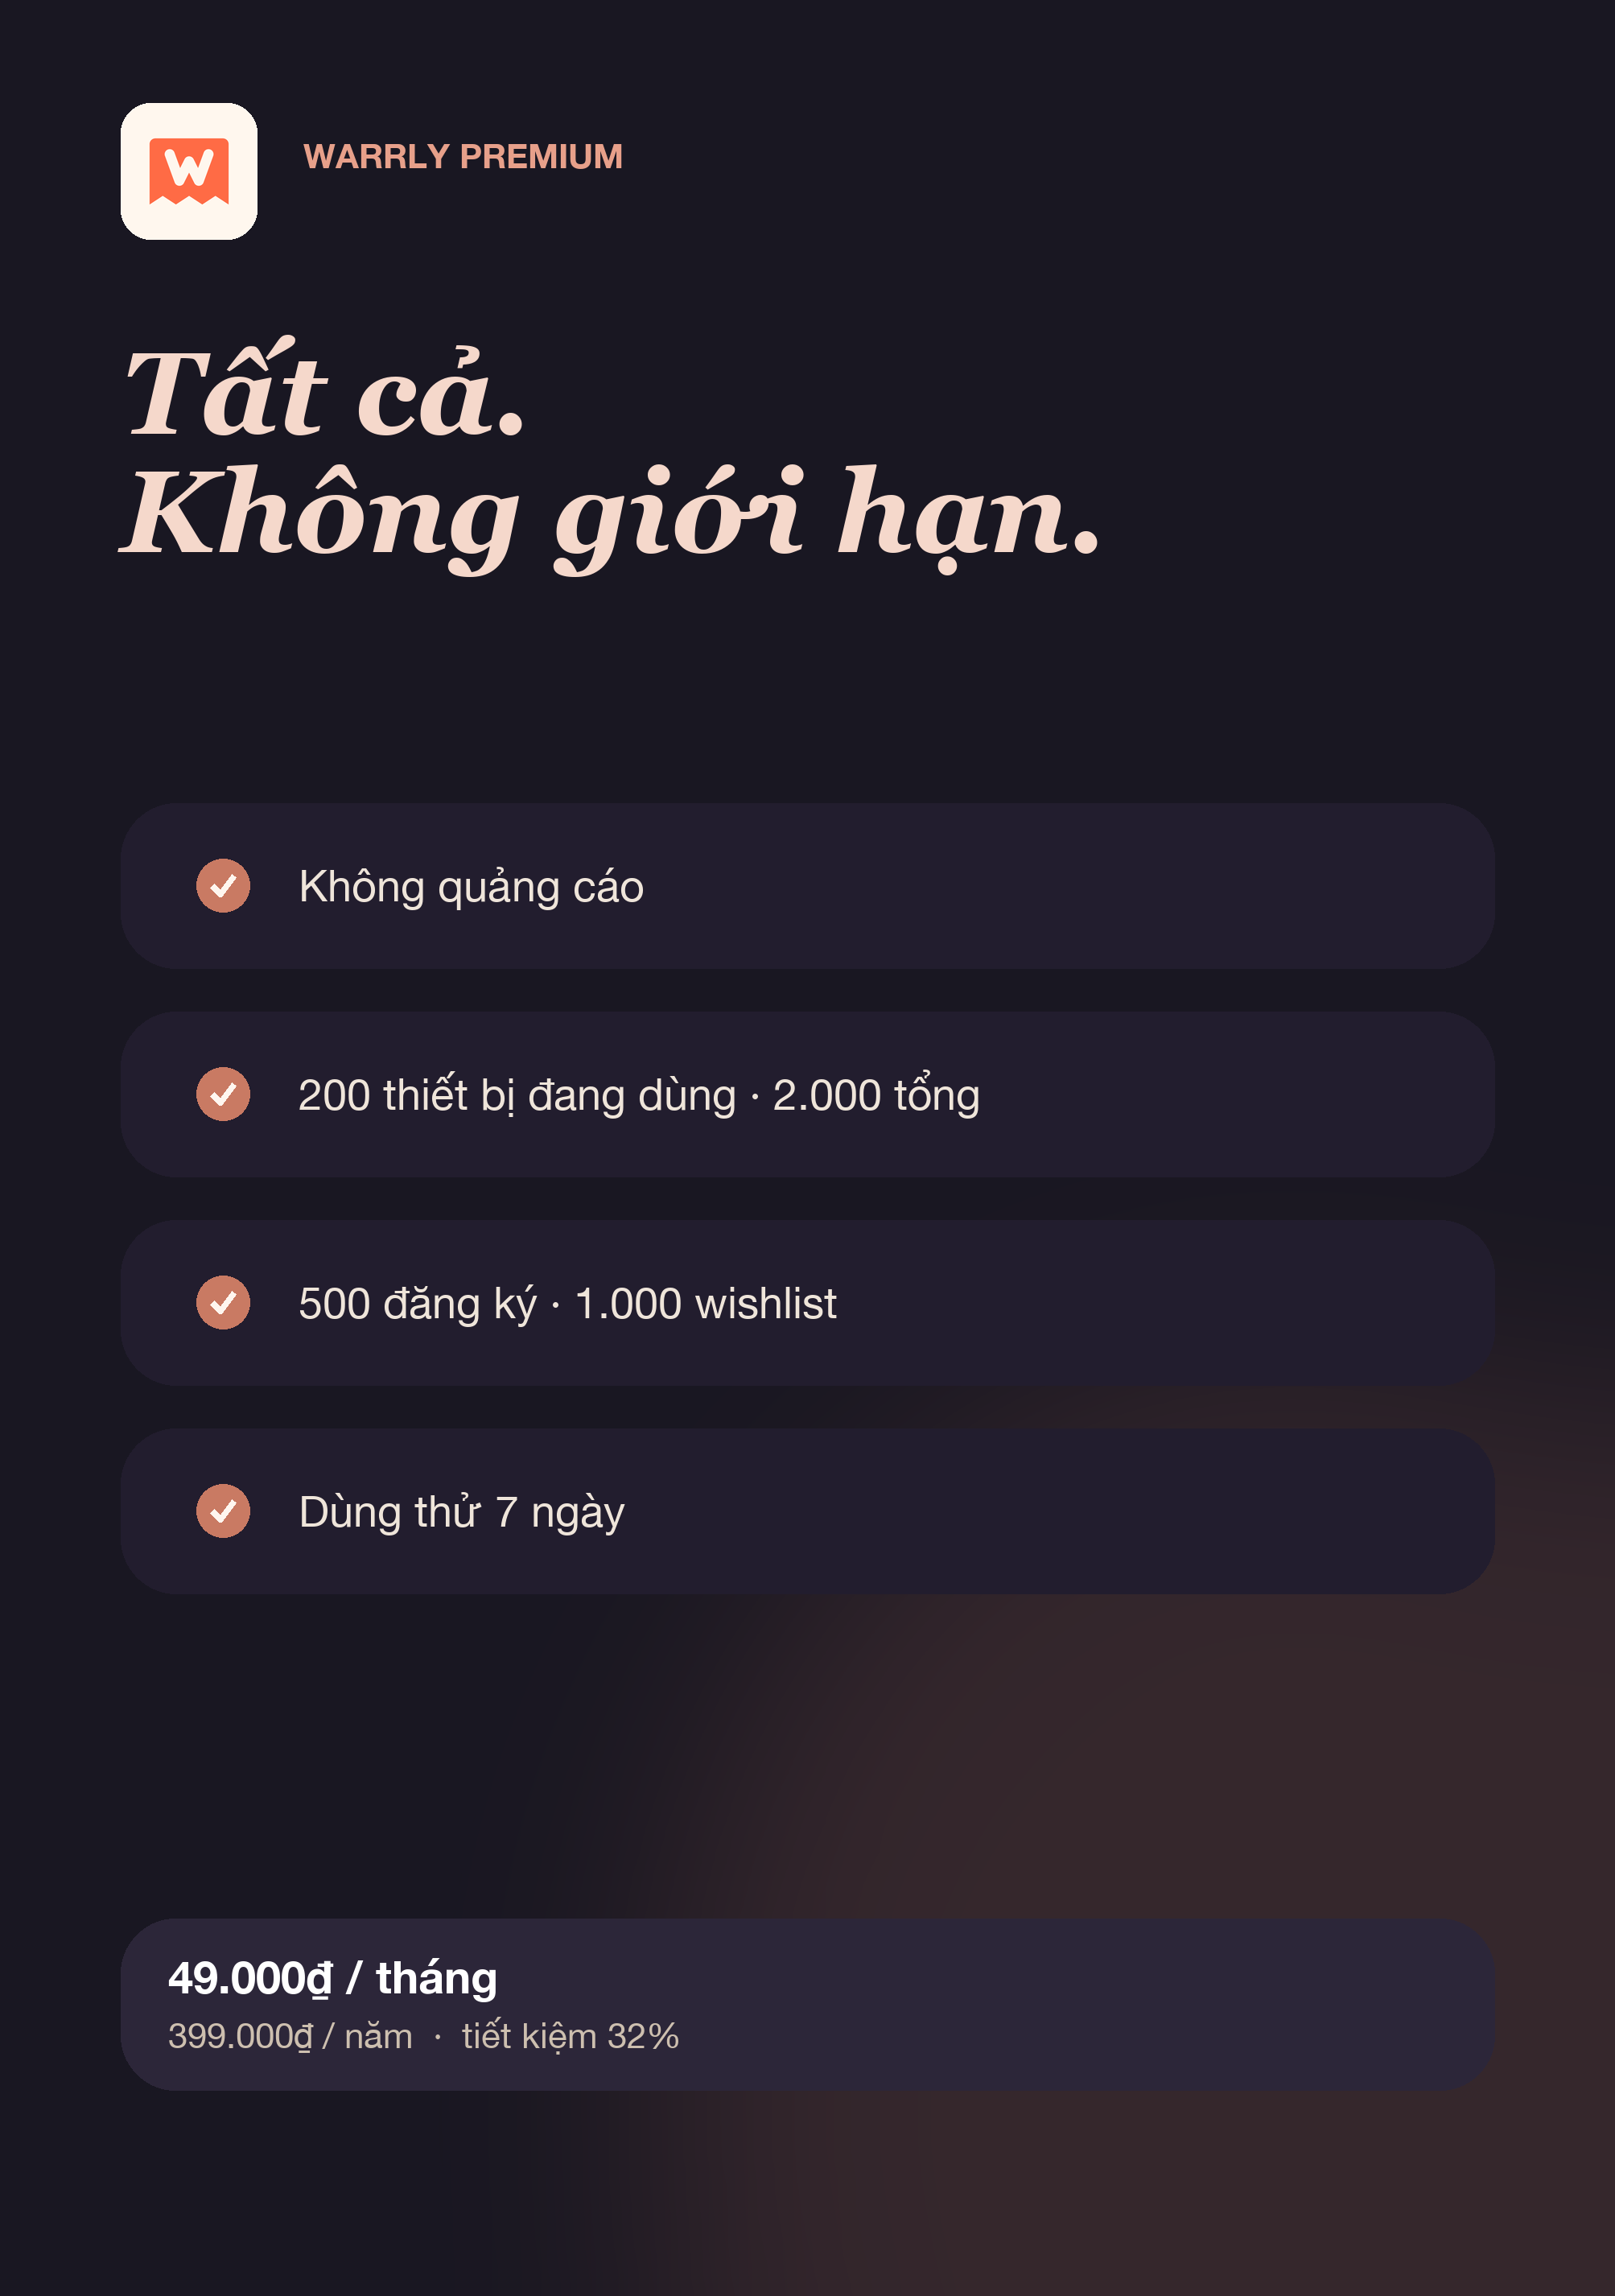 W
WARRLY PREMIUM
Tất cả.
Không giới hạn.
Không quảng cáo
200 thiết bị đang dùng · 2.000 tổng
500 đăng ký · 1.000 wishlist
Dùng thử 7 ngày
49.000₫ / tháng
399.000₫ / năm · tiết kiệm 32%